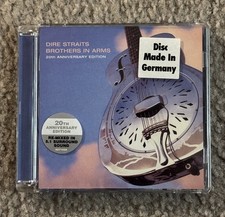 DIRE STRAITS
BROTHERS IN ARMS
20TH ANNIVERSARY EDITION
Disc
Made In
Germany
20TH
ANNIVERSARY
EDITION
RE-MIXED IN
5.1 SURROUND
SOUND